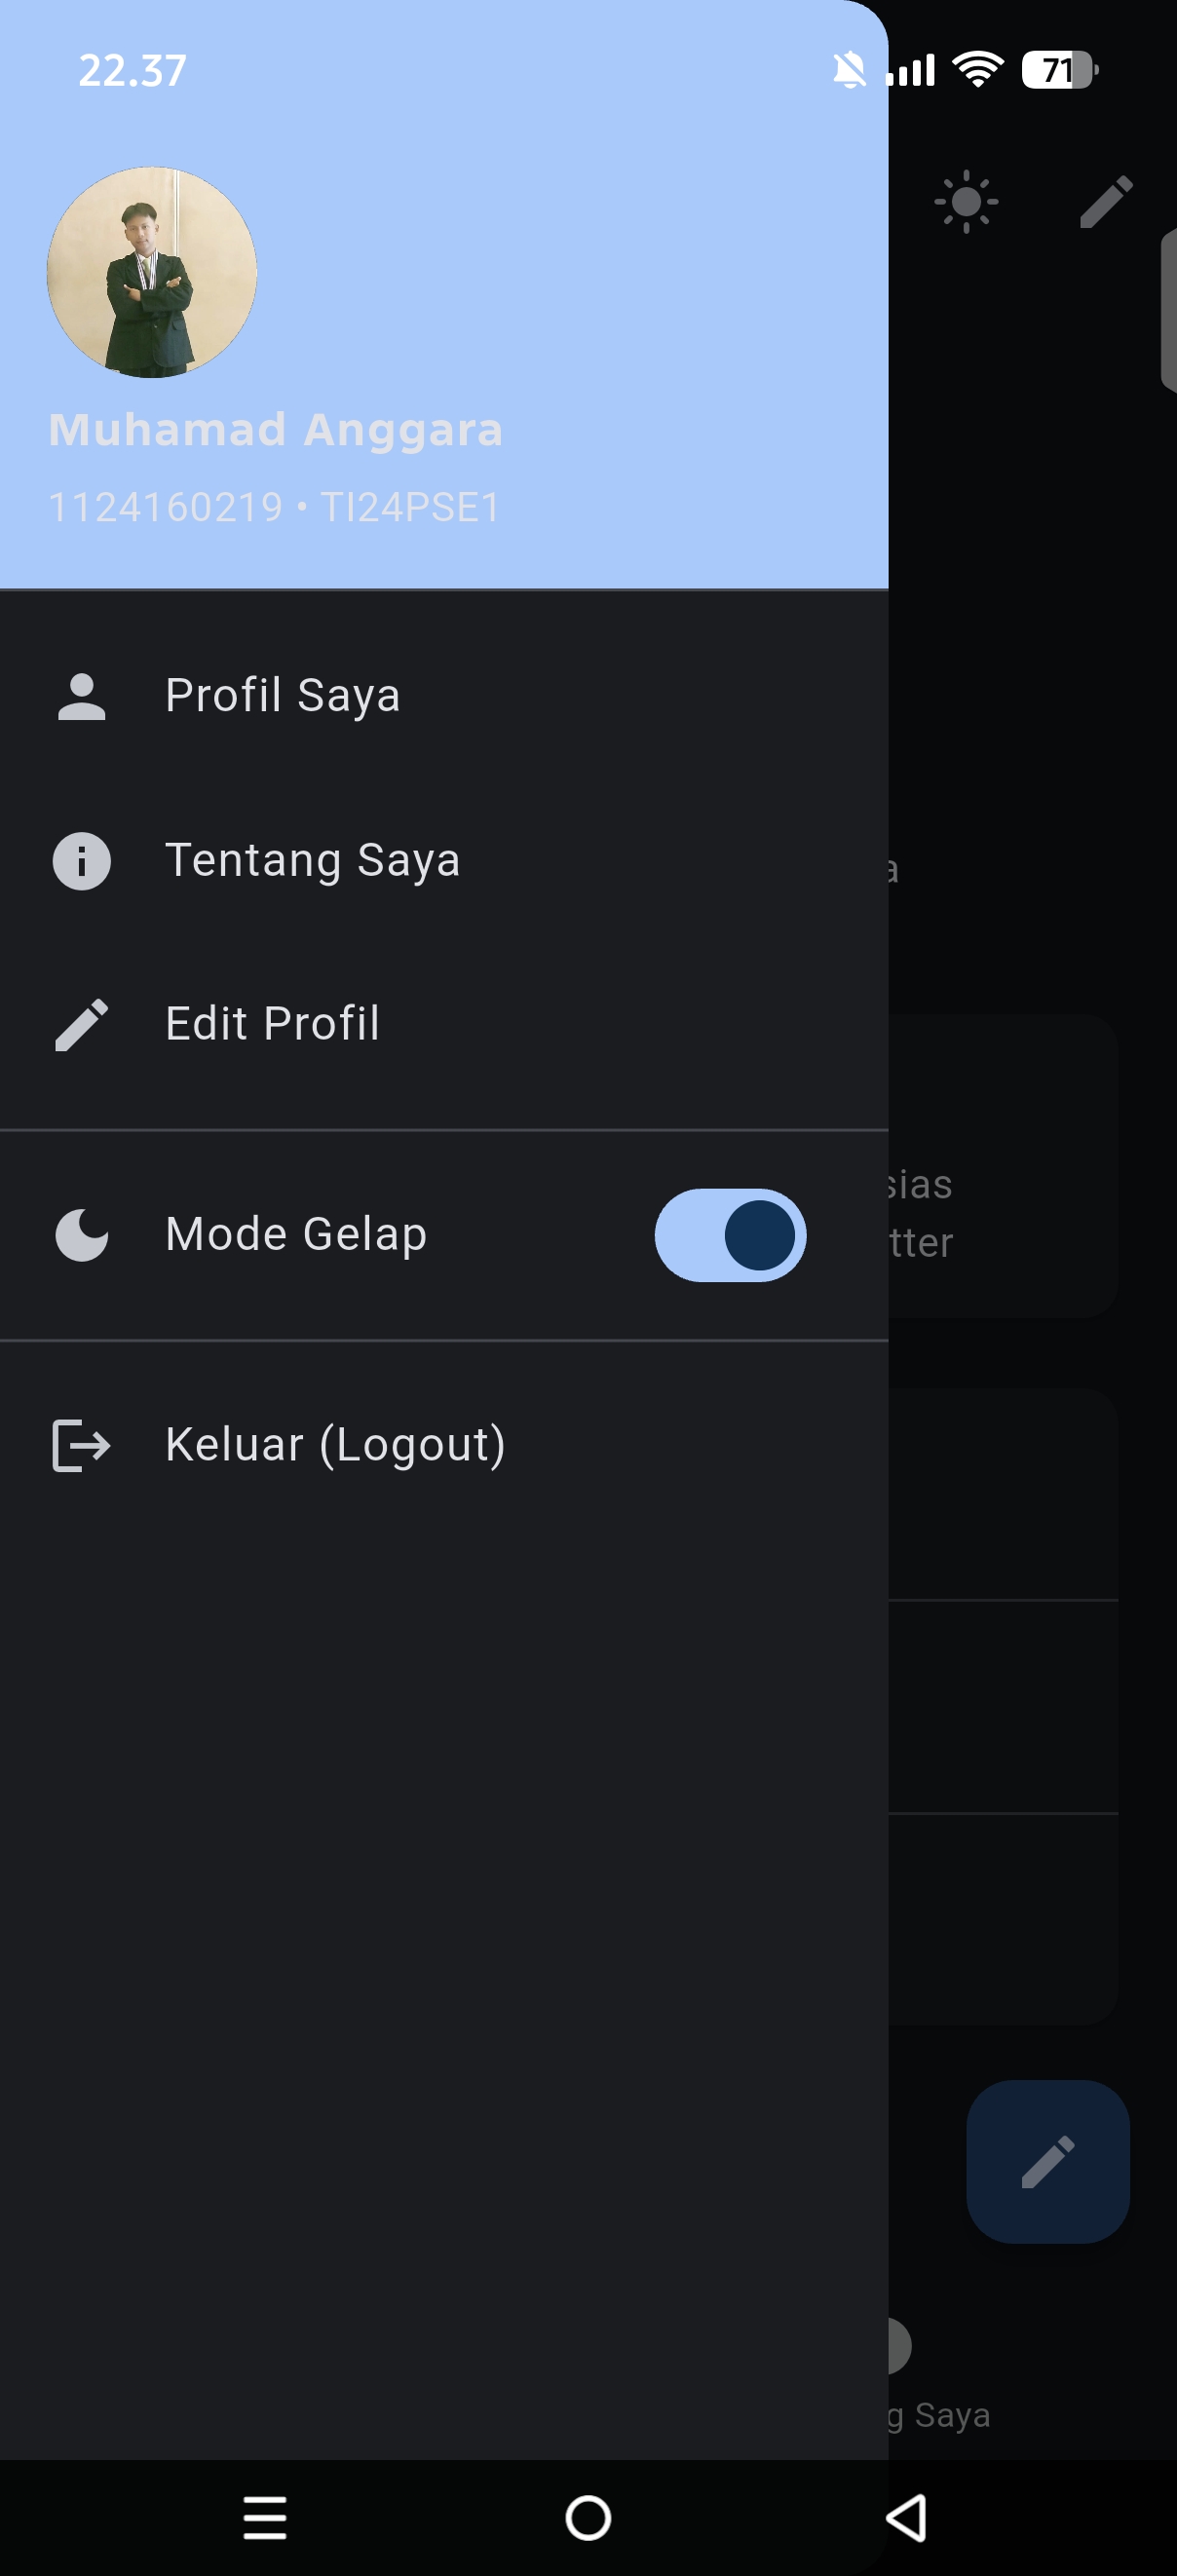 22.37
71
Muhamad Anggara
1124160219 • TI24PSE1
Profil Saya
Tentang Saya
a
Edit Profil
sias
Mode Gelap
tter
Keluar (Logout)
g Saya